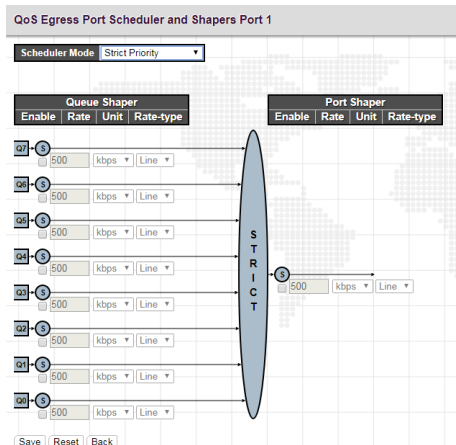 QoS Egress Port Scheduler and Shapers Port 1
Scheduler Mode Strict Priority
Queue Shaper Port Shaper
Enable Rate Unit Rate-type Enable Rate Unit Rate-type
Q7 S
500 kbps Line
Q6 S
500 kbps Line
Q5 S
500 kbps Line
Q4 S
500 kbps Line
Q3 S
500 kbps Line
Q2 S
500 kbps Line
Q1 S
500 kbps Line
Q0 S
500 kbps Line
STRICT
S
500 kbps Line
Save Reset Back